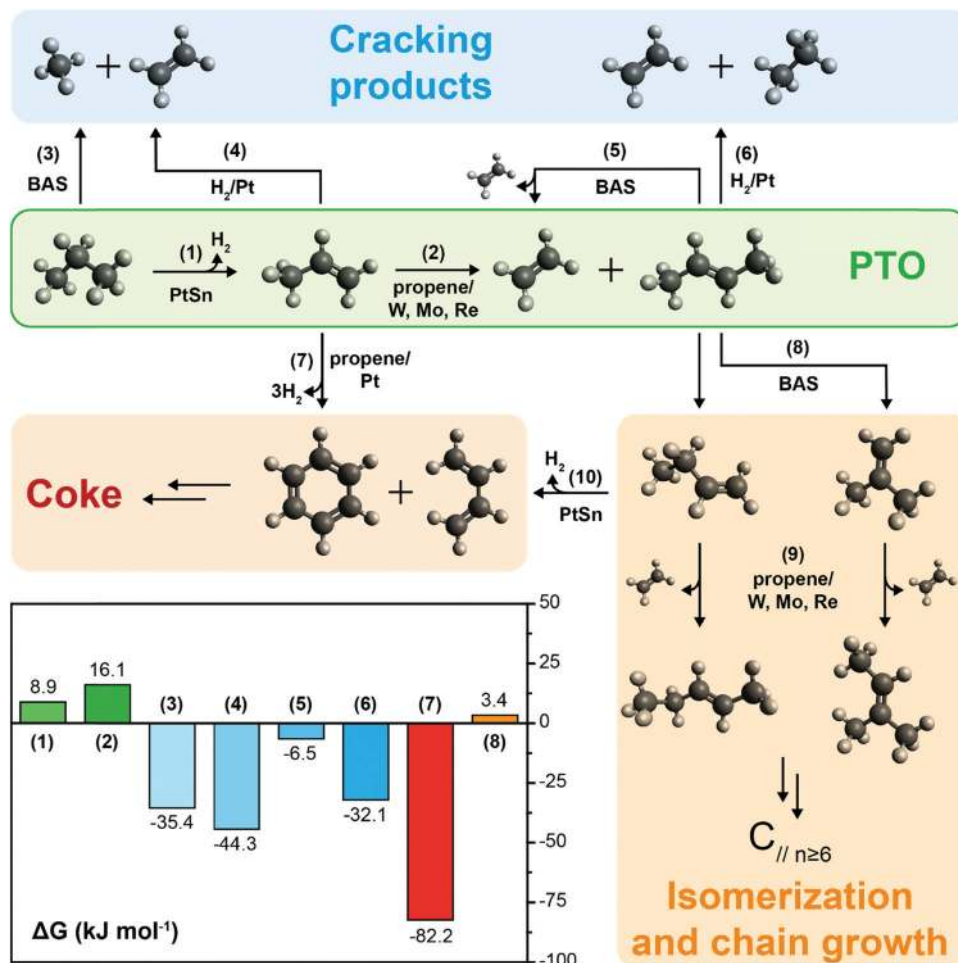 Cracking
products
+
+
(3)
BAS
(4)
H₂/Pt
(5)
BAS
(6)
H₂/Pt
PTO
(1)
H₂
PtSn
(2)
propene/
W, Mo, Re
+
(7)
propene/
Pt
3H₂
(8)
BAS
Coke
+
H₂
(10)
PtSn
(9)
propene/
W, Mo, Re
C// n≥6
Isomerization
and chain growth
50
25
0
-25
-50
-75
-100
8.9
16.1
(3)
(4)
(5)
(6)
(7)
3.4
(1)
(2)
(8)
-35.4
-44.3
-6.5
-32.1
-82.2
ΔG (kJ mol⁻¹)